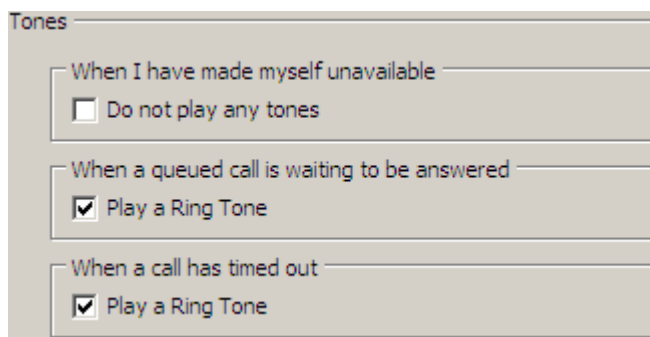 Tones
When I have made myself unavailable
Do not play any tones
When a queued call is waiting to be answered
Play a Ring Tone
When a call has timed out
Play a Ring Tone